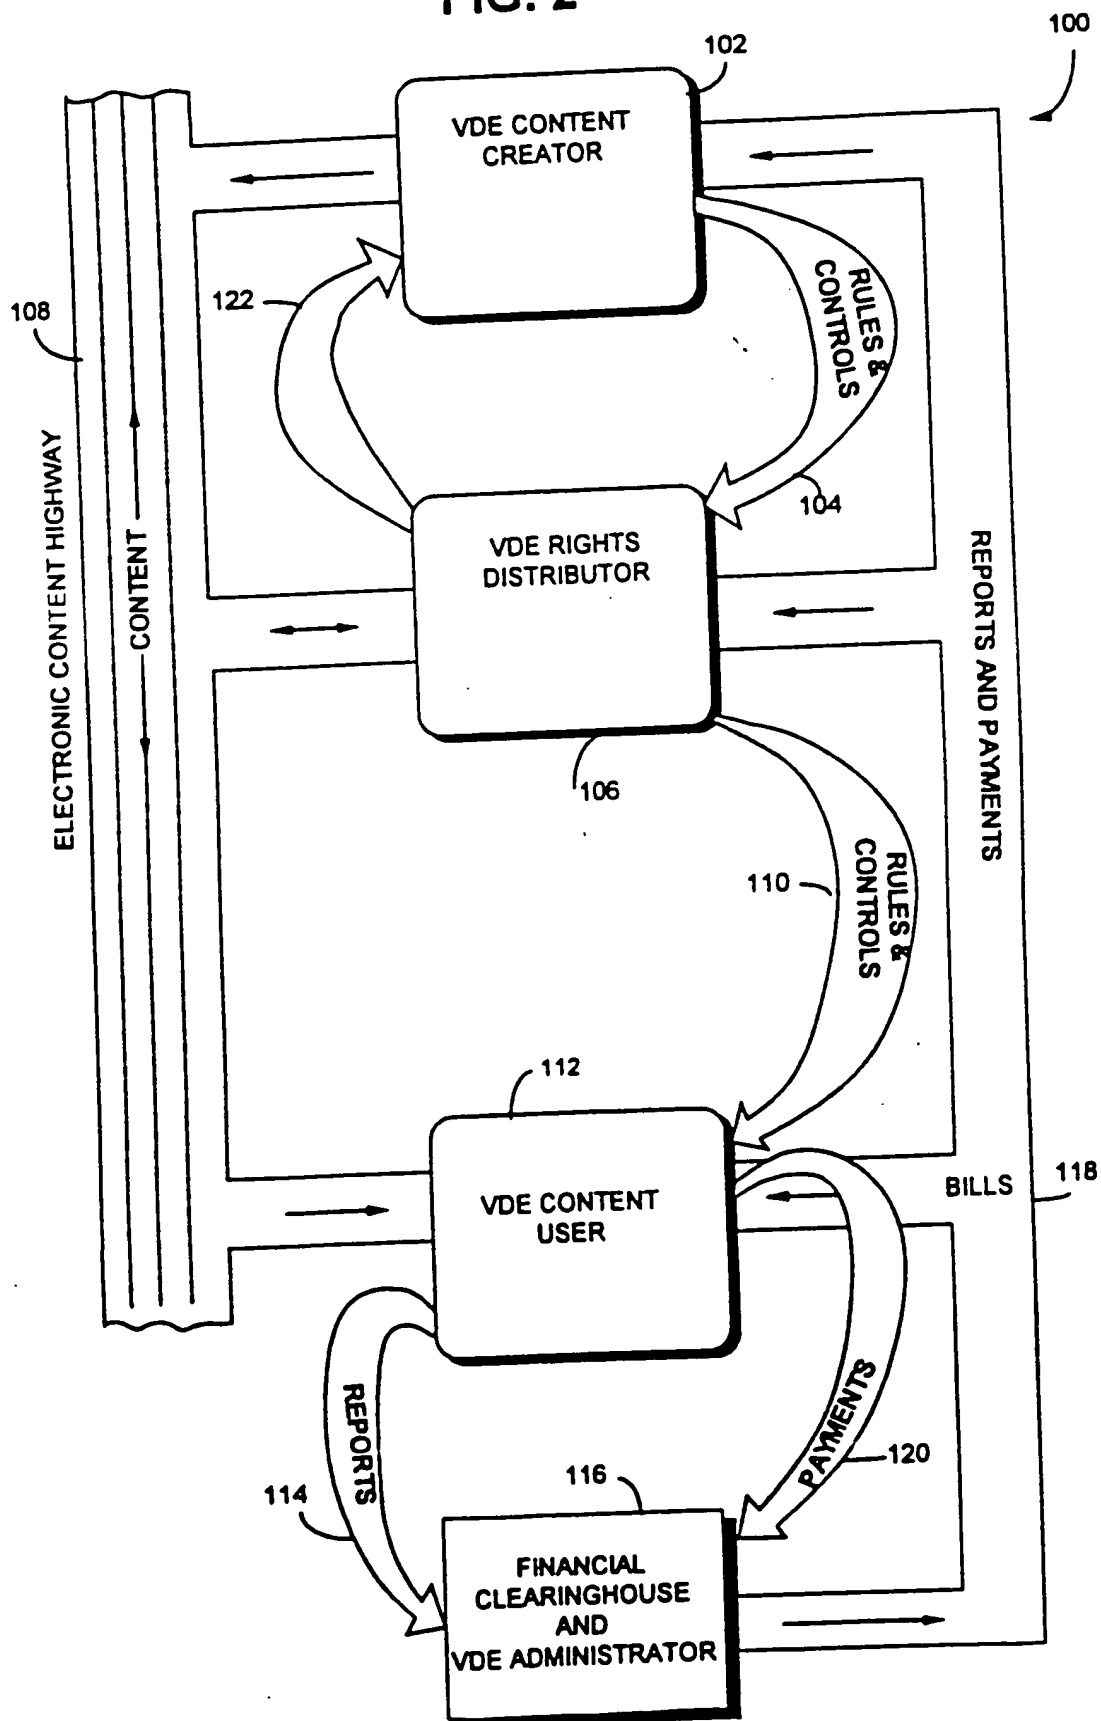 FIG. 2
100
102
VDE CONTENT
CREATOR
RULES &
CONTROLS
122
108
104
ELECTRONIC CONTENT HIGHWAY
CONTENT
VDE RIGHTS
DISTRIBUTOR
REPORTS AND PAYMENTS
106
110
RULES &
CONTROLS
112
VDE CONTENT
USER
BILLS
118
REPORTS
PAYMENTS
120
114
116
FINANCIAL
CLEARINGHOUSE
AND
VDE ADMINISTRATOR